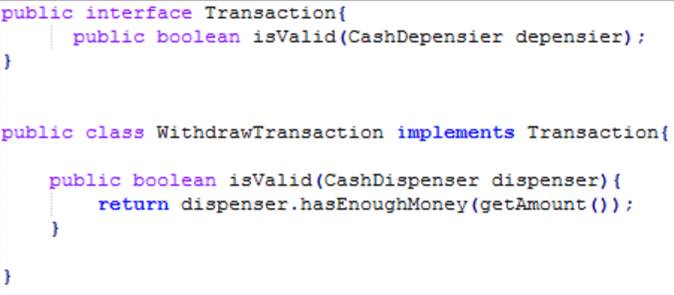 public interface Transaction{
public boolean isValid(CashDepensier depensier);
}
public class WithdrawTransaction implements Transaction{
public boolean isValid(CashDispenser dispenser){
return dispenser.hasEnoughMoney(getAmount());
}
}